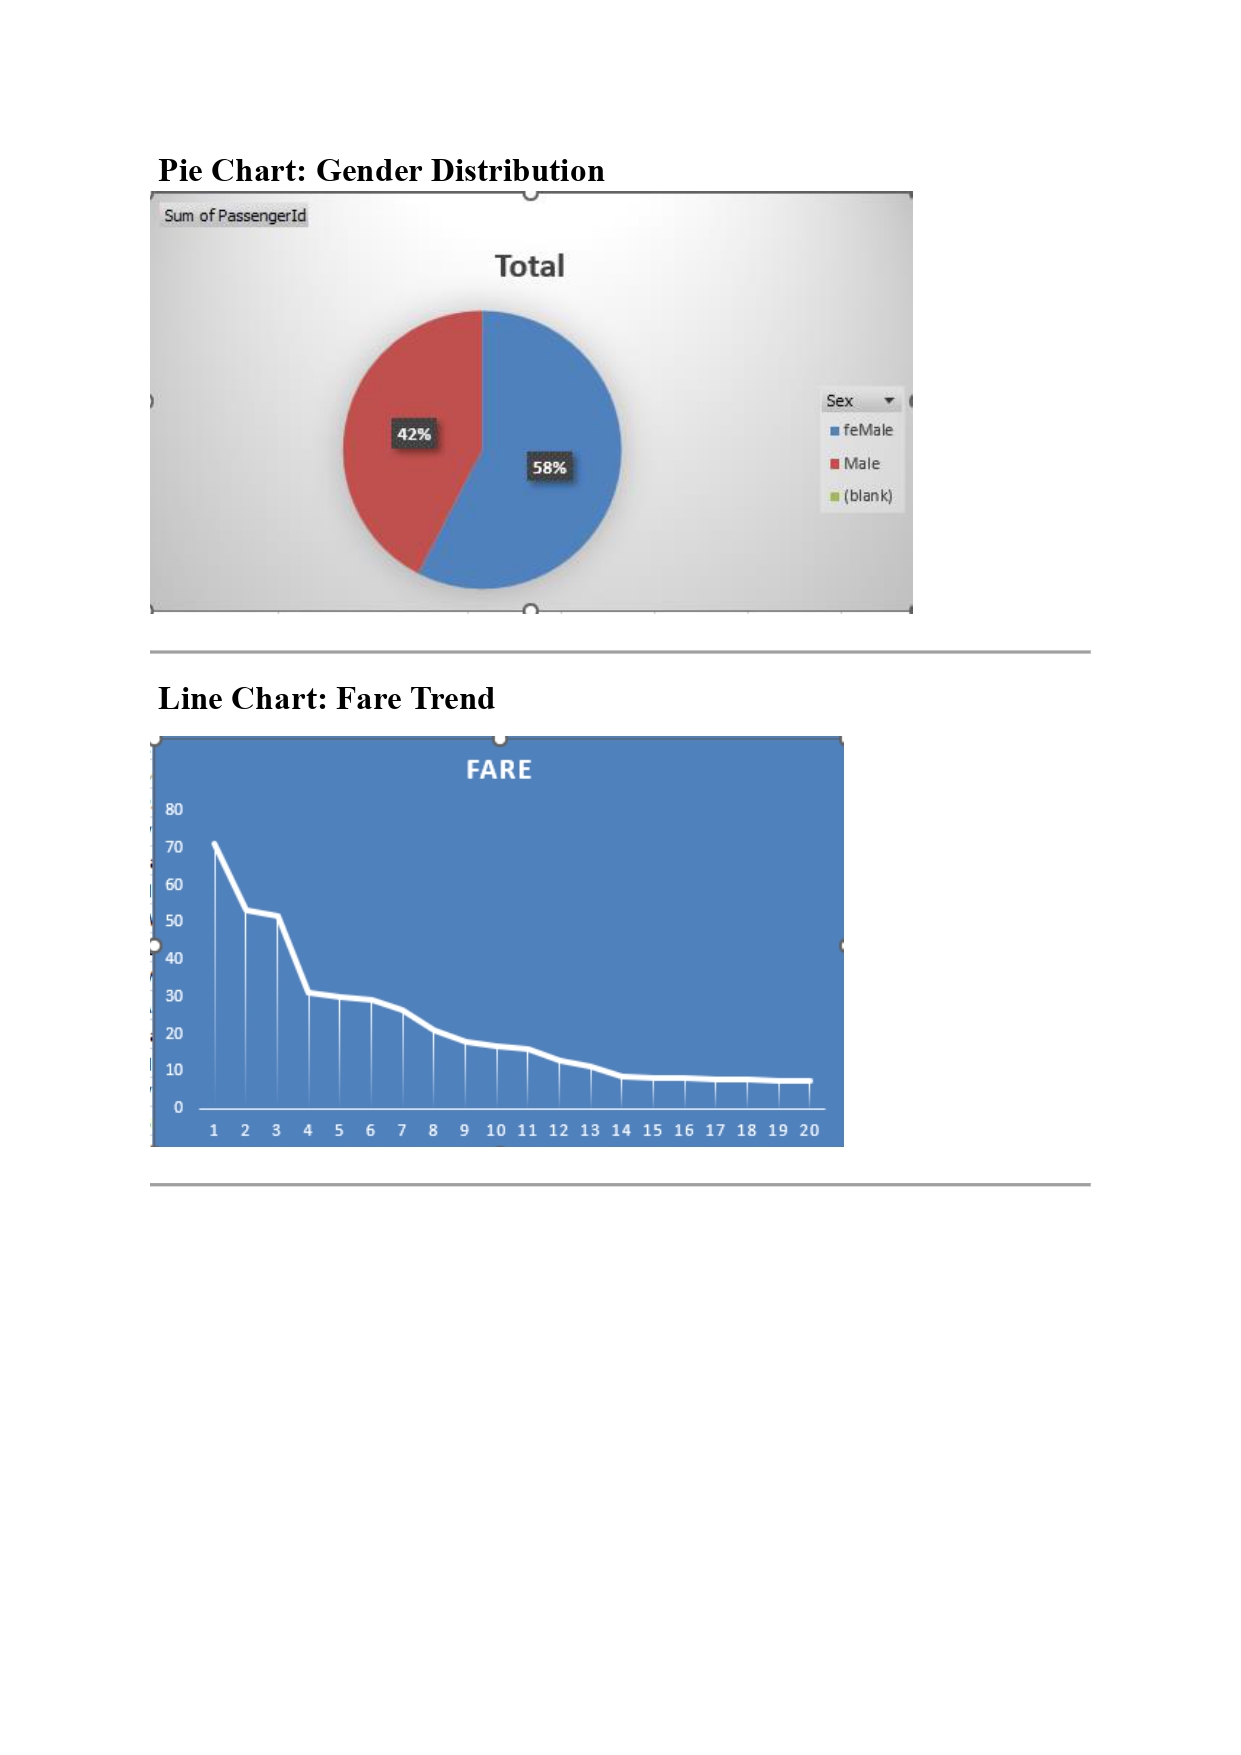 Pie Chart: Gender Distribution
Sum of PassengerId
Total
42%
58%
Sex
feMale
Male
(blank)
Line Chart: Fare Trend
FARE
80
70
60
50
40
30
20
10
0
1 2 3 4 5 6 7 8 9 10 11 12 13 14 15 16 17 18 19 20